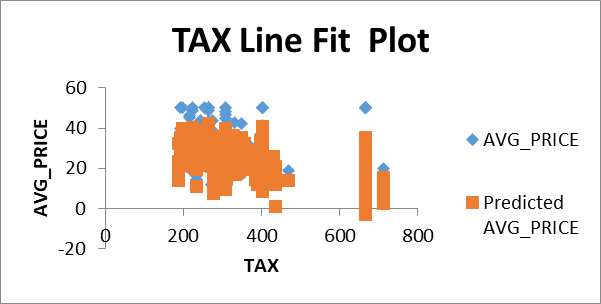 TAX Line Fit  Plot
60
40
20
0
-20
0 200 400 600 800
AVG_PRICE
TAX
AVG_PRICE
Predicted
AVG_PRICE